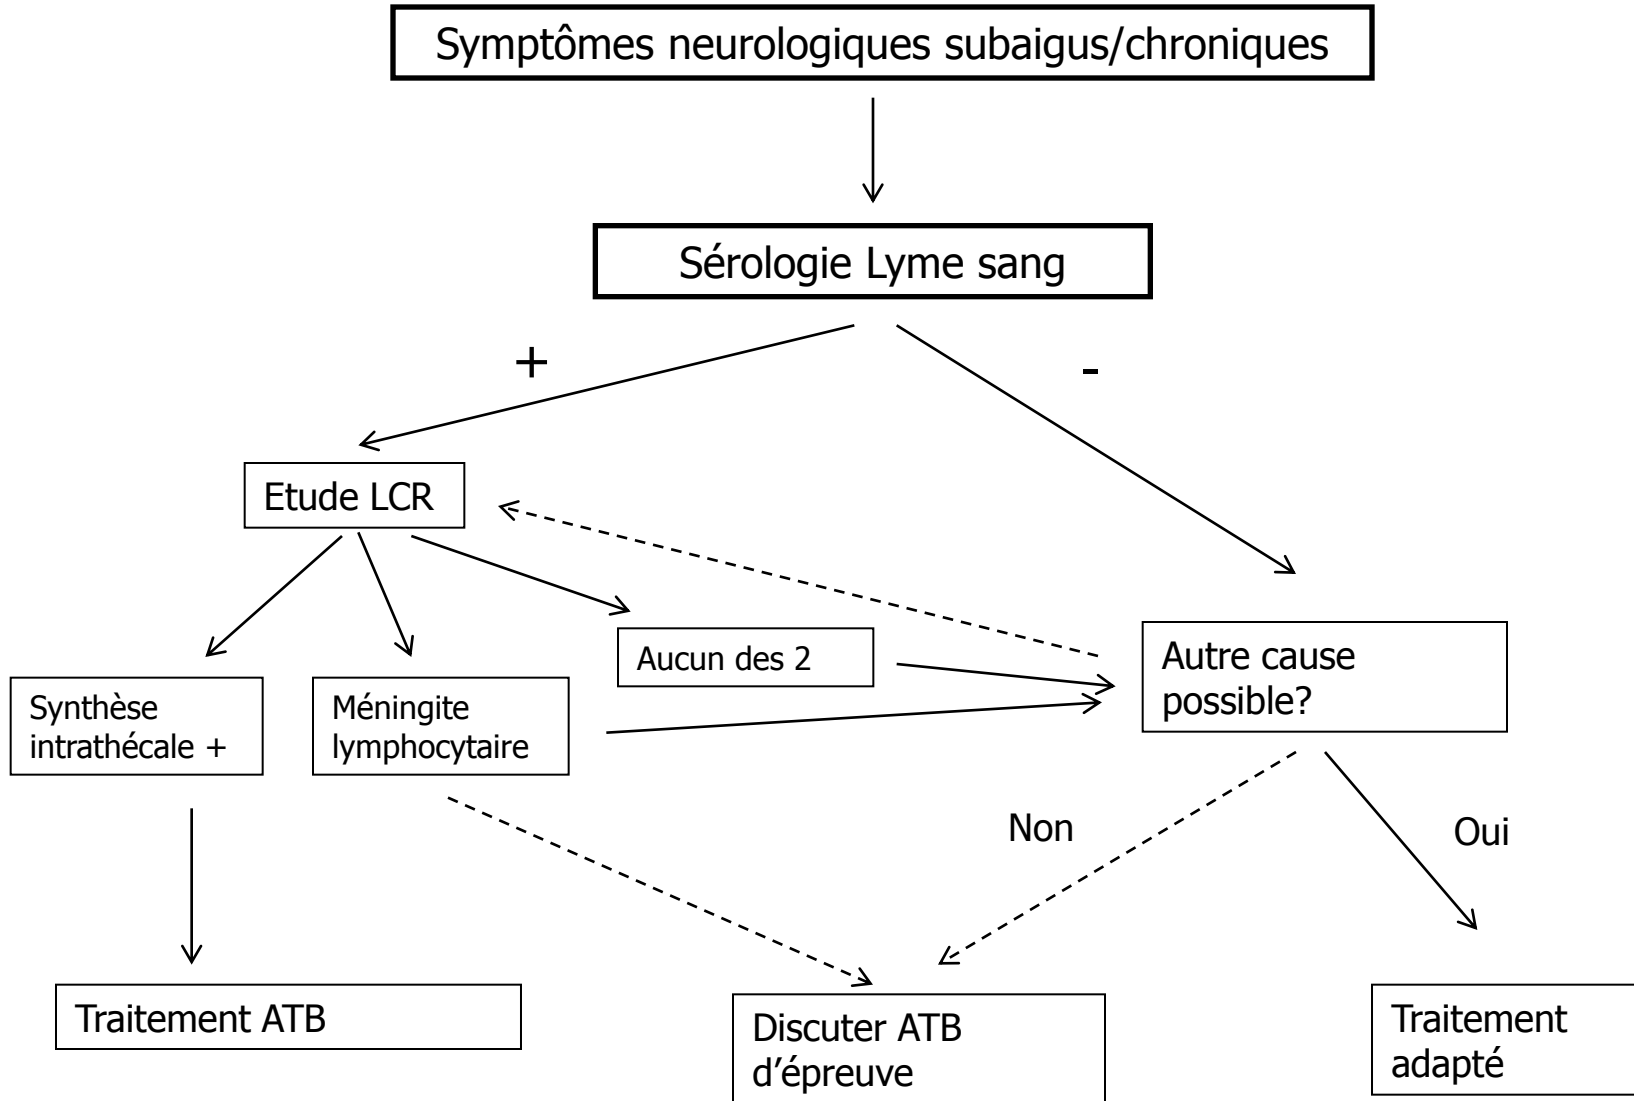 Symptômes neurologiques subaigus/chroniques
Sérologie Lyme sang
+
-
Etude LCR
Aucun des 2
Autre cause
possible?
Synthèse
intrathécale +
Méningite
lymphocytaire
Non
Oui
Traitement ATB
Discuter ATB
d'épreuve
Traitement
adapté